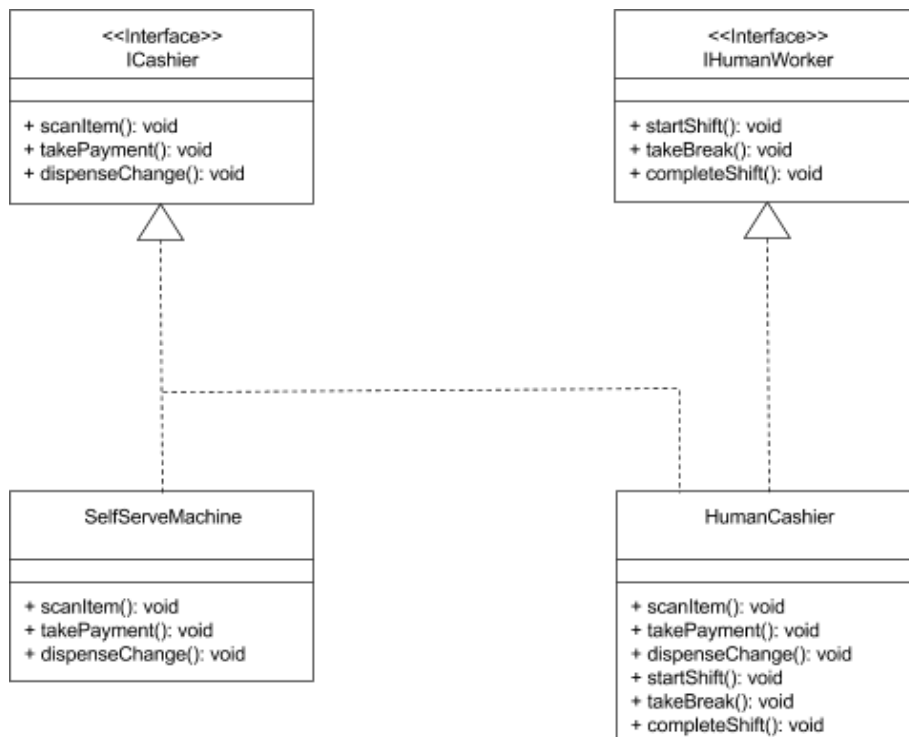 <<Interface>>
ICashier
+ scanItem(): void
+ takePayment(): void
+ dispenseChange(): void
<<Interface>>
IHumanWorker
+ startShift(): void
+ takeBreak(): void
+ completeShift(): void
SelfServeMachine
+ scanItem(): void
+ takePayment(): void
+ dispenseChange(): void
HumanCashier
+ scanItem(): void
+ takePayment(): void
+ dispenseChange(): void
+ startShift(): void
+ takeBreak(): void
+ completeShift(): void